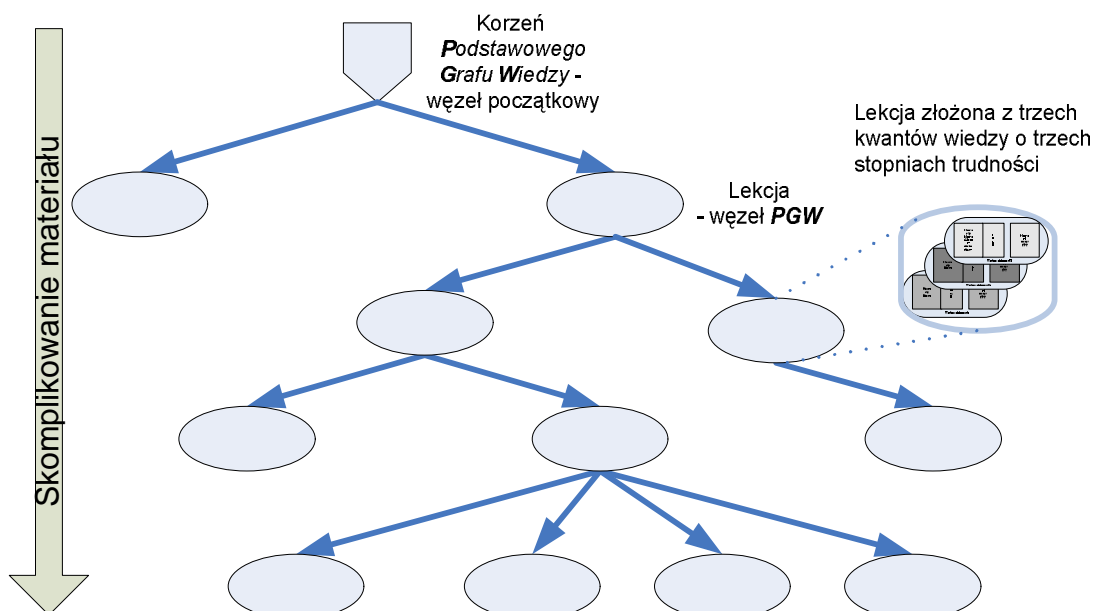 Korzeń
Podstawowego
Grafu Wiedzy -
węzeł początkowy
Lekcja złożona z trzech
kwantów wiedzy o trzech
stopniach trudności
Lekcja
- węzeł PGW
Skomplikowanie materiału